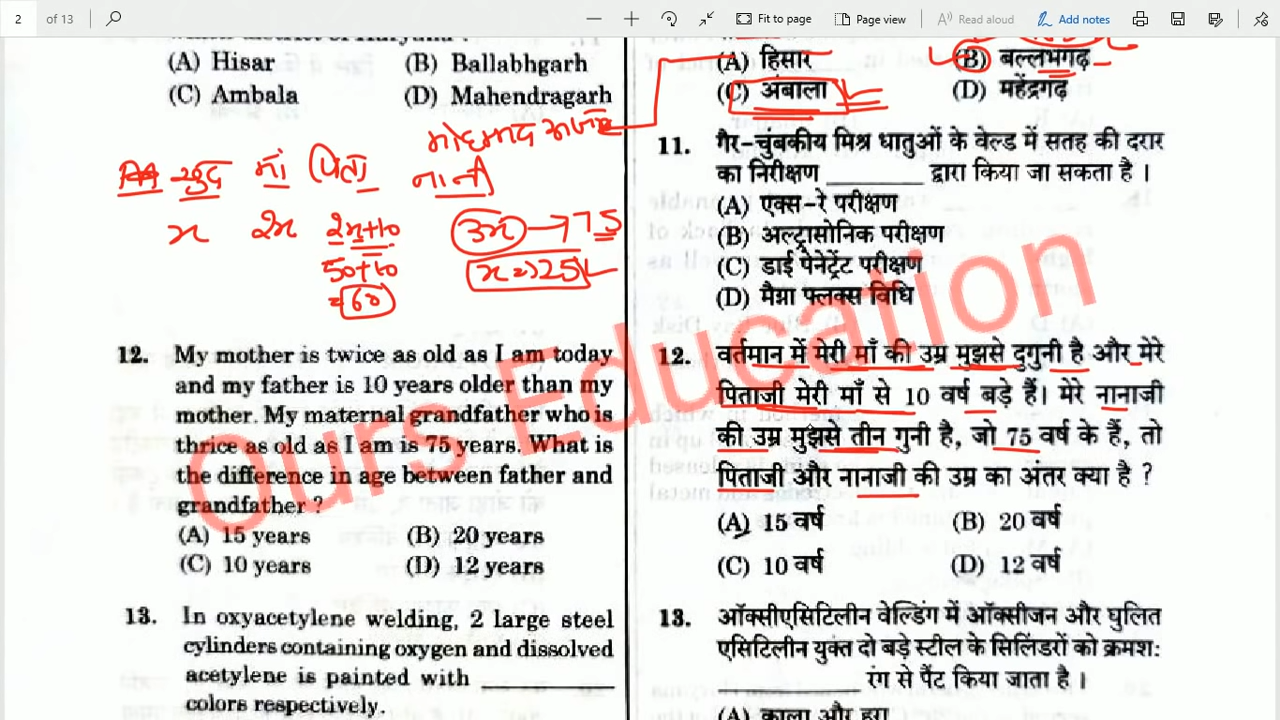 2 of 13
Fit to page
Page view
Read aloud
Add notes
(A) Hisar (B) Ballabhgarh
(C) Ambala (D) Mahendragarh
खुद मां पिता नानी
x 2x 2x+10 3x → 75
50+10 x => 25
= 60
12. My mother is twice as old as I am today
and my father is 10 years older than my
mother. My maternal grandfather who is
thrice as old as I am is 75 years. What is
the difference in age between father and
grandfather ?
(A) 15 years (B) 20 years
(C) 10 years (D) 12 years
13. In oxyacetylene welding, 2 large steel
cylinders containing oxygen and dissolved
acetylene is painted with ________
colors respectively.
(A) हिसार (B) बल्लभगढ़
(C) अंबाला (D) महेंद्रगढ़
11. गैर-चुंबकीय मिश्र धातुओं के वेल्ड में सतह की दरार
का निरीक्षण ________ द्वारा किया जा सकता है ।
(A) एक्स-रे परीक्षण
(B) अल्ट्रासोनिक परीक्षण
(C) डाई पेनेट्रेंट परीक्षण
(D) मैग्ना फ्लक्स विधि
12. वर्तमान में मेरी माँ की उम्र मुझसे दुगुनी है और मेरे
पिताजी मेरी माँ से 10 वर्ष बड़े हैं। मेरे नानाजी
की उम्र मुझसे तीन गुनी है, जो 75 वर्ष के हैं, तो
पिताजी और नानाजी की उम्र का अंतर क्या है ?
(A) 15 वर्ष (B) 20 वर्ष
(C) 10 वर्ष (D) 12 वर्ष
13. ऑक्सीएसिटिलीन वेल्डिंग में ऑक्सीजन और घुलित
एसिटिलीन युक्त दो बड़े स्टील के सिलिंडरों को क्रमश:
________ रंग से पैंट किया जाता है ।
(A) काला और हरा
Ours Education